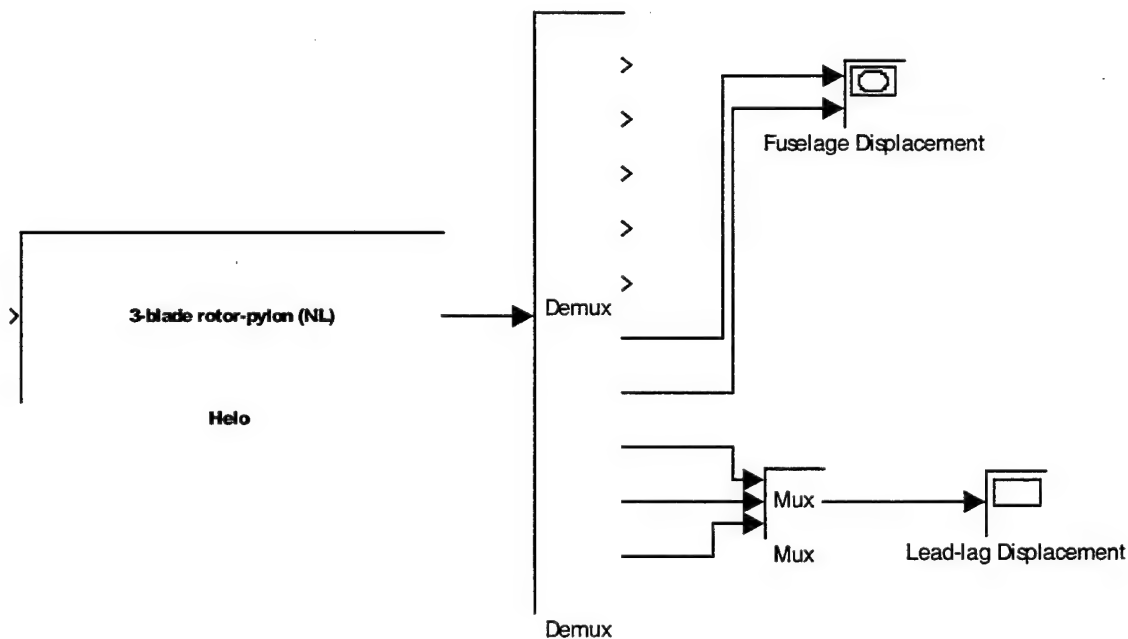 Fuselage Displacement
Demux
3-blade rotor-pylon (NL)
Helo
Mux
Mux
Lead-lag Displacement
Demux